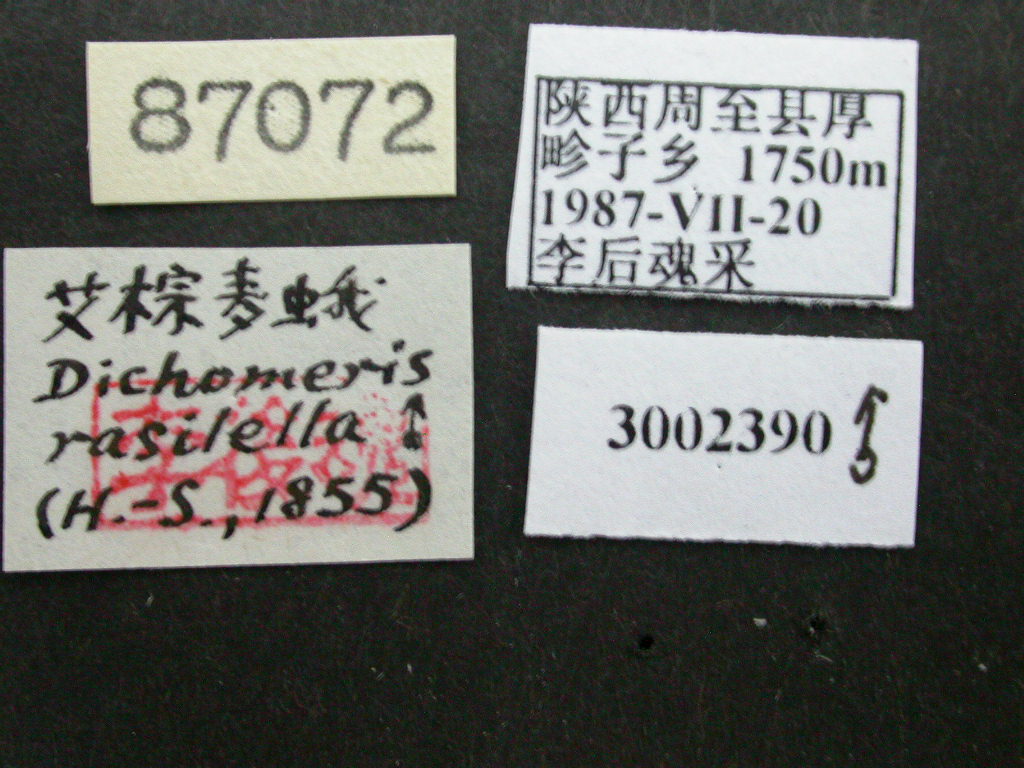 87072
陕西周至县厚
畛子乡 1750m
1987-VII-20
李后魂采
艾棕麦蛾
Dichomeris
rasilella ♂
(H.-S., 1855)
3002390 ♂